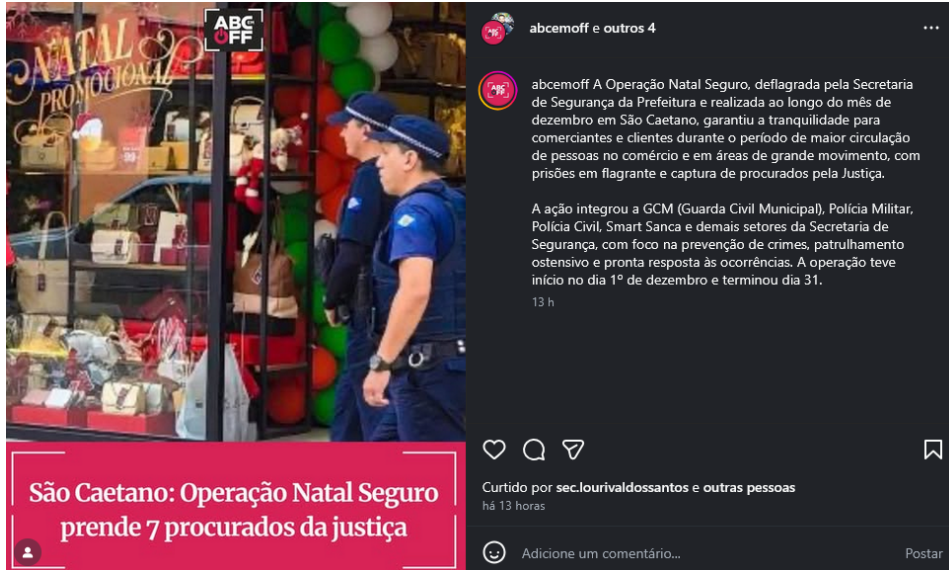 NATAL
PROMOCIONAL
ABC
OFF
São Caetano: Operação Natal Seguro
prende 7 procurados da justiça
abcemoff e outros 4
abcemoff A Operação Natal Seguro, deflagrada pela Secretaria
de Segurança da Prefeitura e realizada ao longo do mês de
dezembro em São Caetano, garantiu a tranquilidade para
comerciantes e clientes durante o período de maior circulação
de pessoas no comércio e em áreas de grande movimento, com
prisões em flagrante e captura de procurados pela Justiça.
A ação integrou a GCM (Guarda Civil Municipal), Polícia Militar,
Polícia Civil, Smart Sanca e demais setores da Secretaria de
Segurança, com foco na prevenção de crimes, patrulhamento
ostensivo e pronta resposta às ocorrências. A operação teve
início no dia 1º de dezembro e terminou dia 31.
13 h
Curtido por sec.lourivaldossantos e outras pessoas
há 13 horas
Adicione um comentário...
Postar